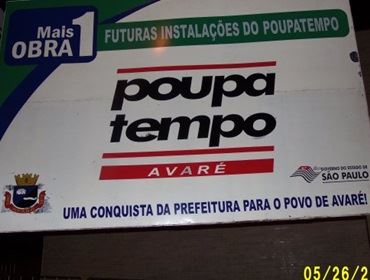 Mais 1
OBRA
FUTURAS INSTALAÇÕES DO POUPATEMPO
poupa
tempo
AVARÉ
GOVERNO DO ESTADO DE
SÃO PAULO
UMA CONQUISTA DA PREFEITURA PARA O POVO DE AVARÉ!
05/26/2